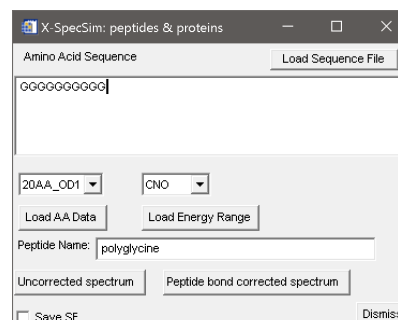 X-SpecSim: peptides & proteins
Amino Acid Sequence
Load Sequence File
GGGGGGGGGG
20AA_OD1 CNO
Load AA Data Load Energy Range
Peptide Name: polyglycine
Uncorrected spectrum Peptide bond corrected spectrum
Save SF
Dismiss